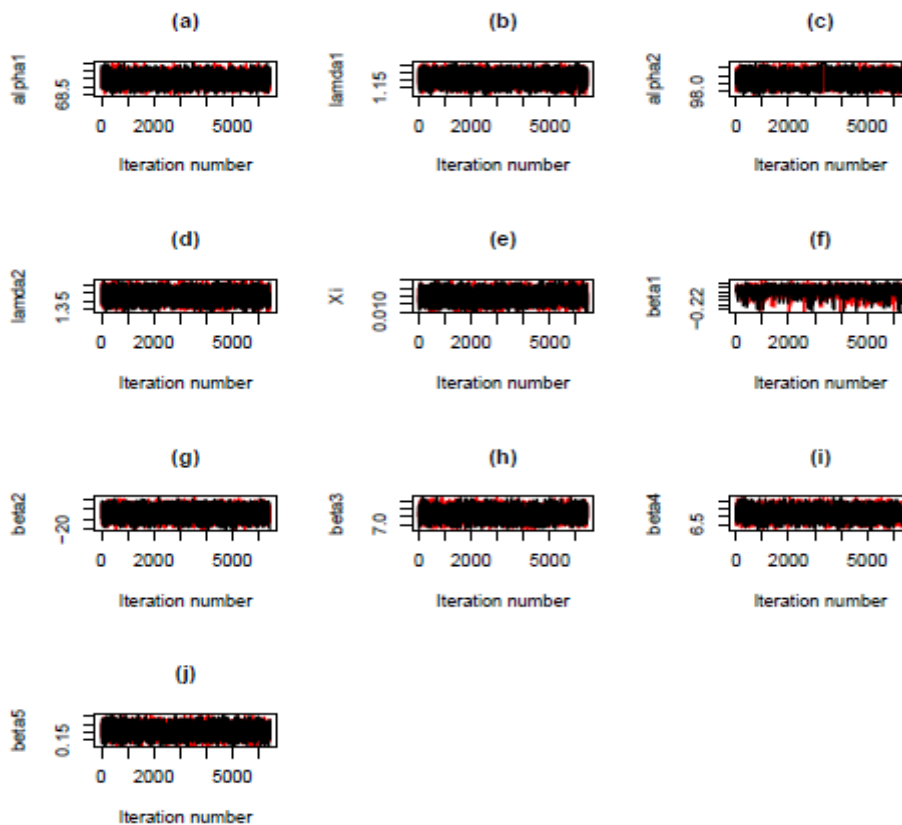 (a)
alpha1
68.5
0 2000 5000
Iteration number
(b)
lamda1
1.15
0 2000 5000
Iteration number
(c)
alpha2
98.0
0 2000 5000
Iteration number
(d)
lamda2
1.35
0 2000 5000
Iteration number
(e)
Xi
0.010
0 2000 5000
Iteration number
(f)
beta1
-0.22
0 2000 5000
Iteration number
(g)
beta2
-20
0 2000 5000
Iteration number
(h)
beta3
7.0
0 2000 5000
Iteration number
(i)
beta4
6.5
0 2000 5000
Iteration number
(j)
beta5
0.15
0 2000 5000
Iteration number